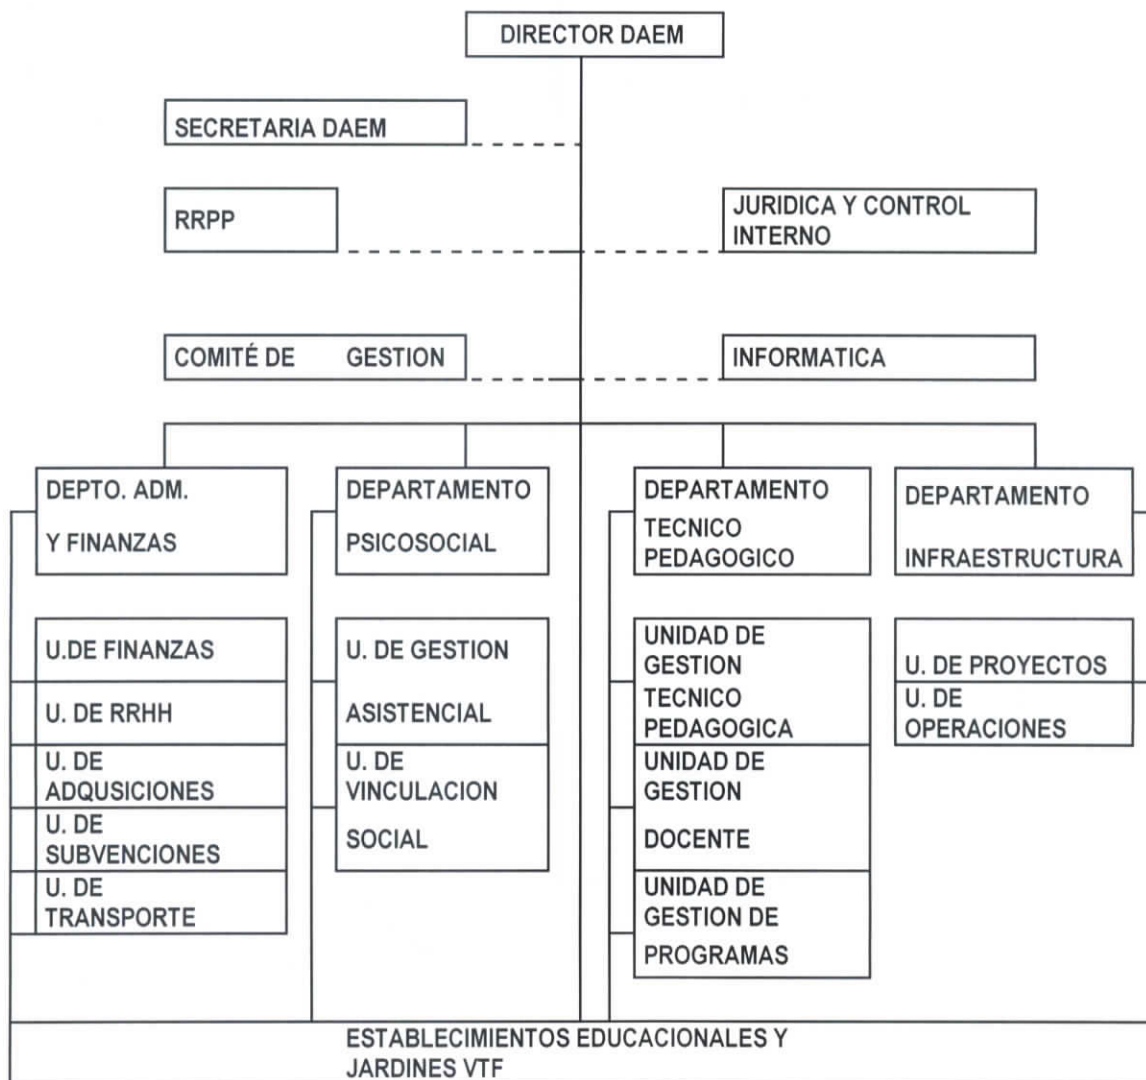 DIRECTOR DAEM
SECRETARIA DAEM
RRPP
JURIDICA Y CONTROL
INTERNO
COMITÉ DE GESTION
INFORMATICA
DEPTO. ADM.
Y FINANZAS
DEPARTAMENTO
PSICOSOCIAL
DEPARTAMENTO
TECNICO
PEDAGOGICO
DEPARTAMENTO
INFRAESTRUCTURA
U.DE FINANZAS
U. DE RRHH
U. DE
ADQUSICIONES
U. DE
SUBVENCIONES
U. DE
TRANSPORTE
U. DE GESTION
ASISTENCIAL
U. DE
VINCULACION
SOCIAL
UNIDAD DE
GESTION
TECNICO
PEDAGOGICA
UNIDAD DE
GESTION
DOCENTE
UNIDAD DE
GESTION DE
PROGRAMAS
U. DE PROYECTOS
U. DE
OPERACIONES
ESTABLECIMIENTOS EDUCACIONALES Y
JARDINES VTF